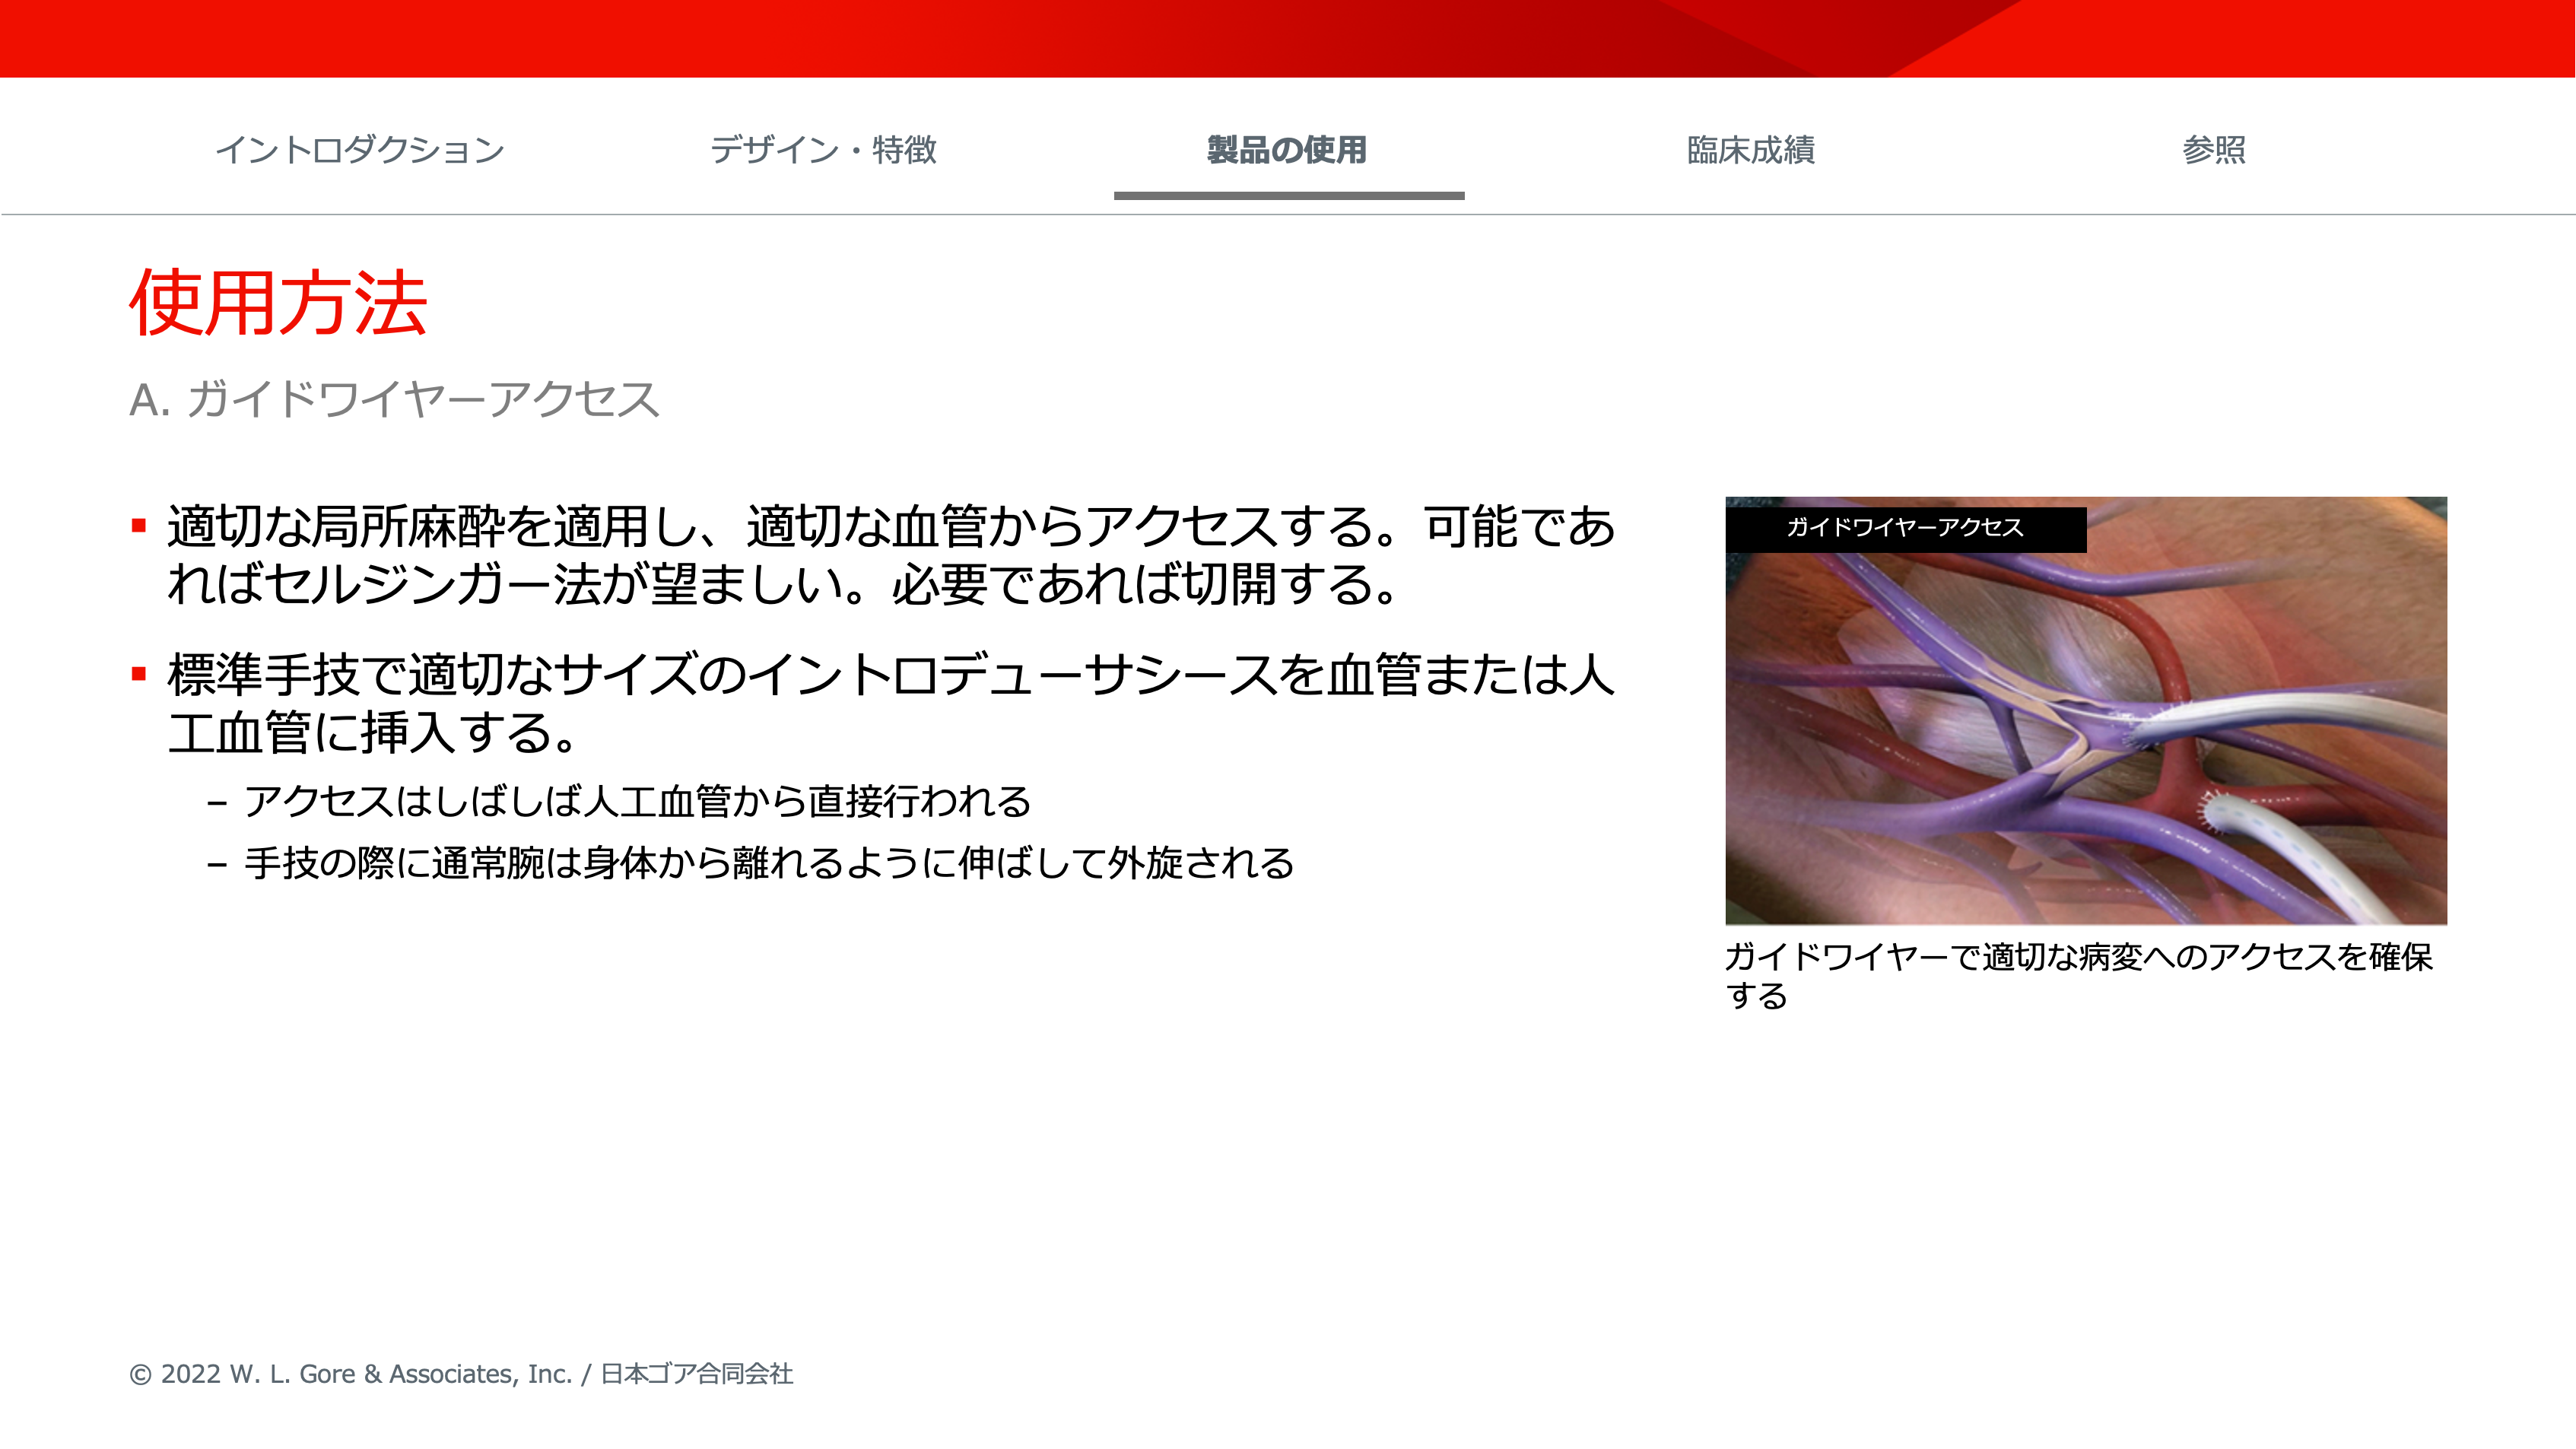 イントロダクション
デザイン・特徴
製品の使用
臨床成績
参照
使用方法
A. ガイドワイヤーアクセス
▪ 適切な局所麻酔を適用し、適切な血管からアクセスする。可能であ
ればセルジンガー法が望ましい。必要であれば切開する。
▪ 標準手技で適切なサイズのイントロデューサシースを血管または人
工血管に挿入する。
– アクセスはしばしば人工血管から直接行われる
– 手技の際に通常腕は身体から離れるように伸ばして外旋される
ガイドワイヤーアクセス
ガイドワイヤーで適切な病変へのアクセスを確保
する
© 2022 W. L. Gore & Associates, Inc. / 日本ゴア合同会社